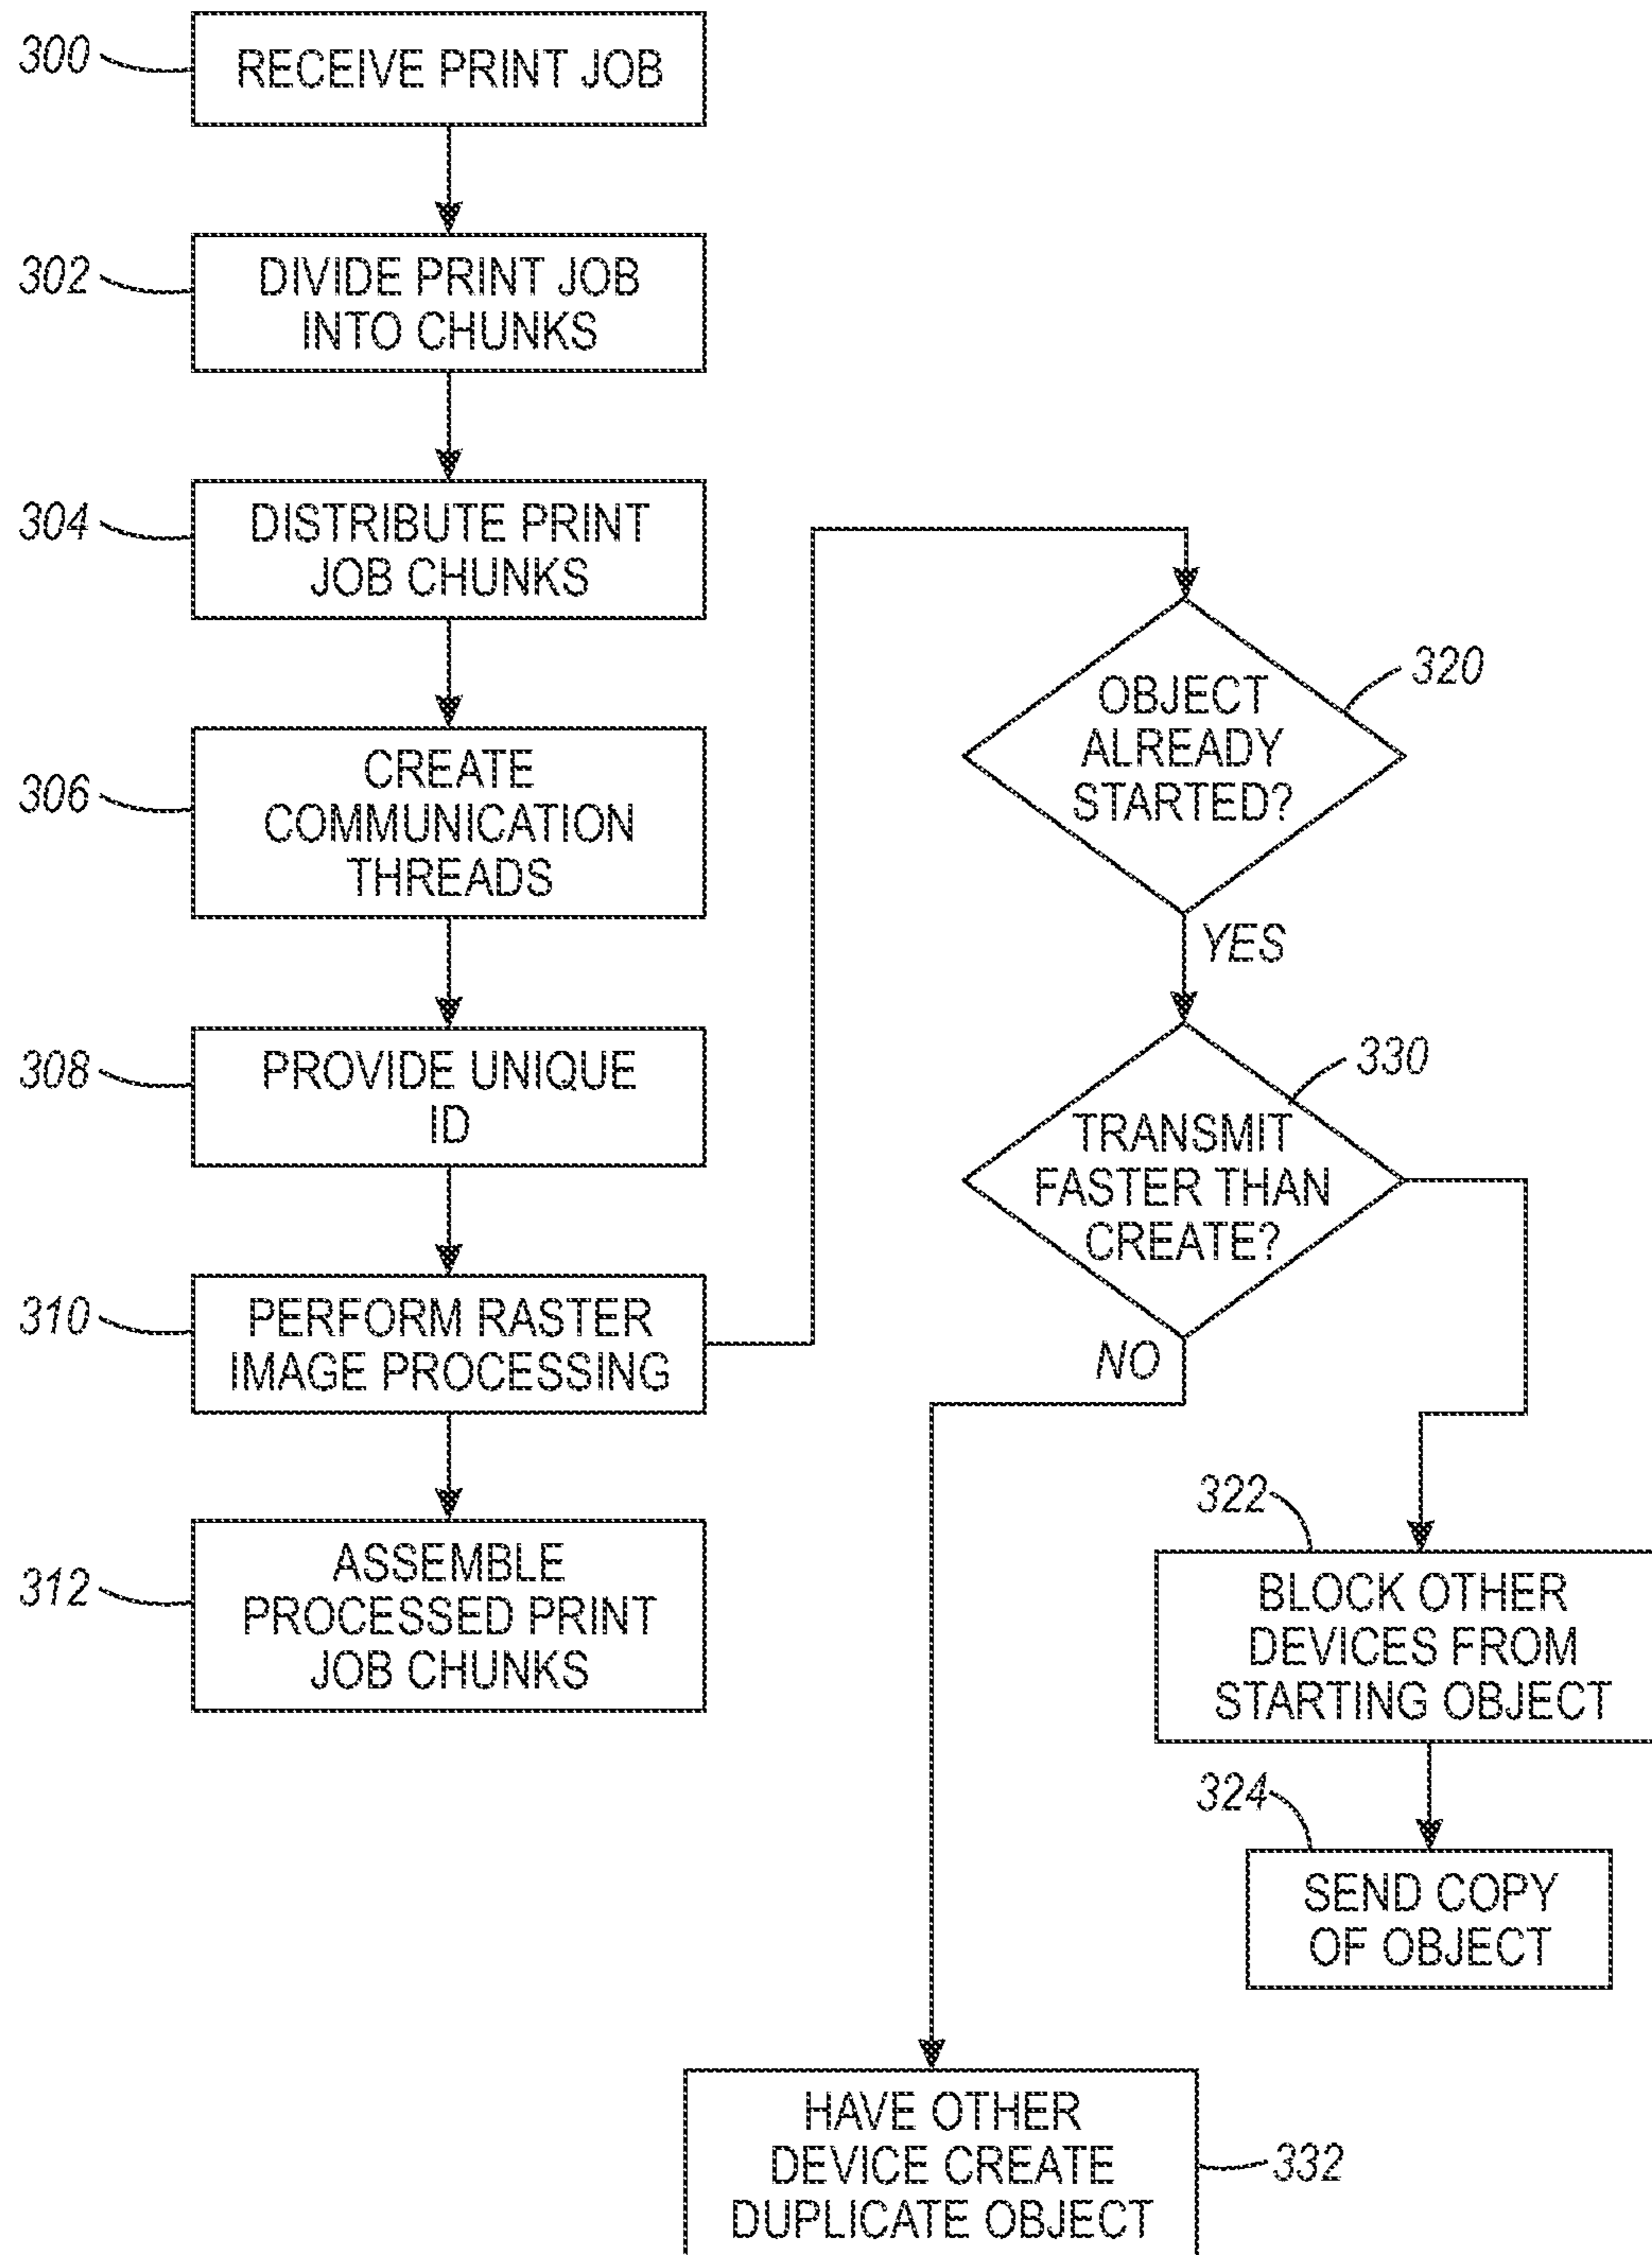 300
RECEIVE PRINT JOB
302
DIVIDE PRINT JOB
INTO CHUNKS
304
DISTRIBUTE PRINT
JOB CHUNKS
306
CREATE
COMMUNICATION
THREADS
308
PROVIDE UNIQUE
ID
310
PERFORM RASTER
IMAGE PROCESSING
312
ASSEMBLE
PROCESSED PRINT
JOB CHUNKS
320
OBJECT
ALREADY
STARTED?
YES
330
TRANSMIT
FASTER THAN
CREATE?
NO
322
BLOCK OTHER
DEVICES FROM
STARTING OBJECT
324
SEND COPY
OF OBJECT
HAVE OTHER
DEVICE CREATE
DUPLICATE OBJECT
332